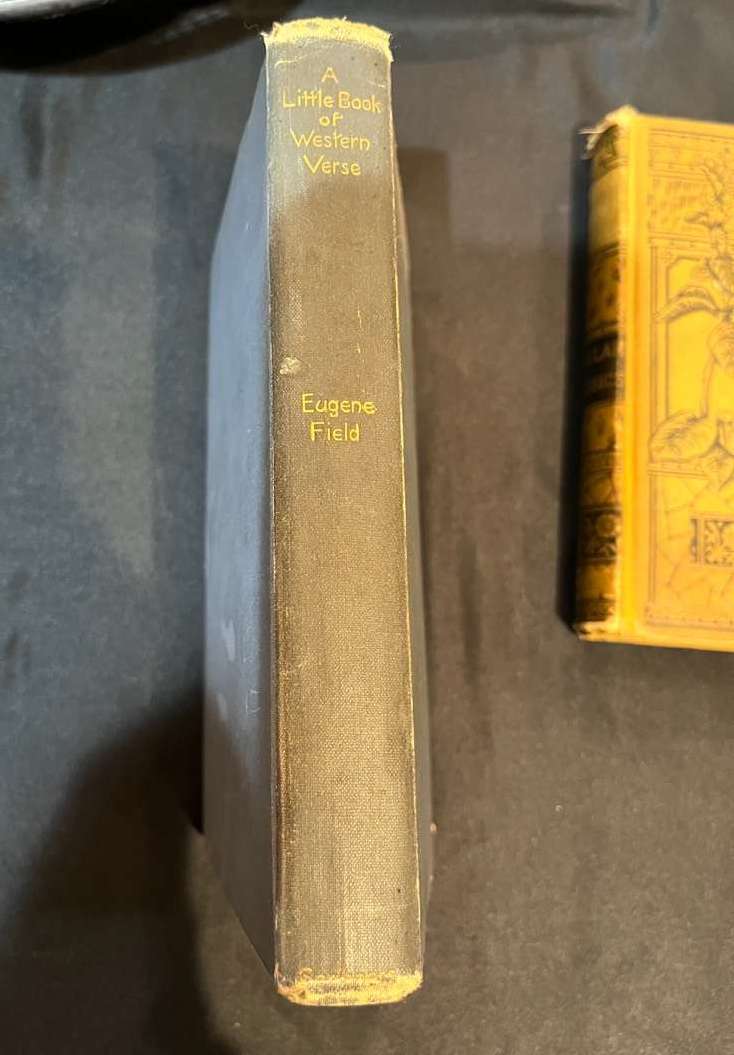 A
Little Book
of
Western
Verse
Eugene
Field